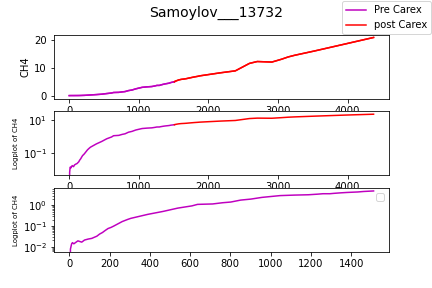 Samoylov___13732
Pre Carex
post Carex
CH4
20
10
0
0 1000 2000 3000 4000
Logplot of CH4
10¹
10⁻¹
0 1000 2000 3000 4000
Logplot of CH4
10⁰
10⁻¹
10⁻²
0 200 400 600 800 1000 1200 1400